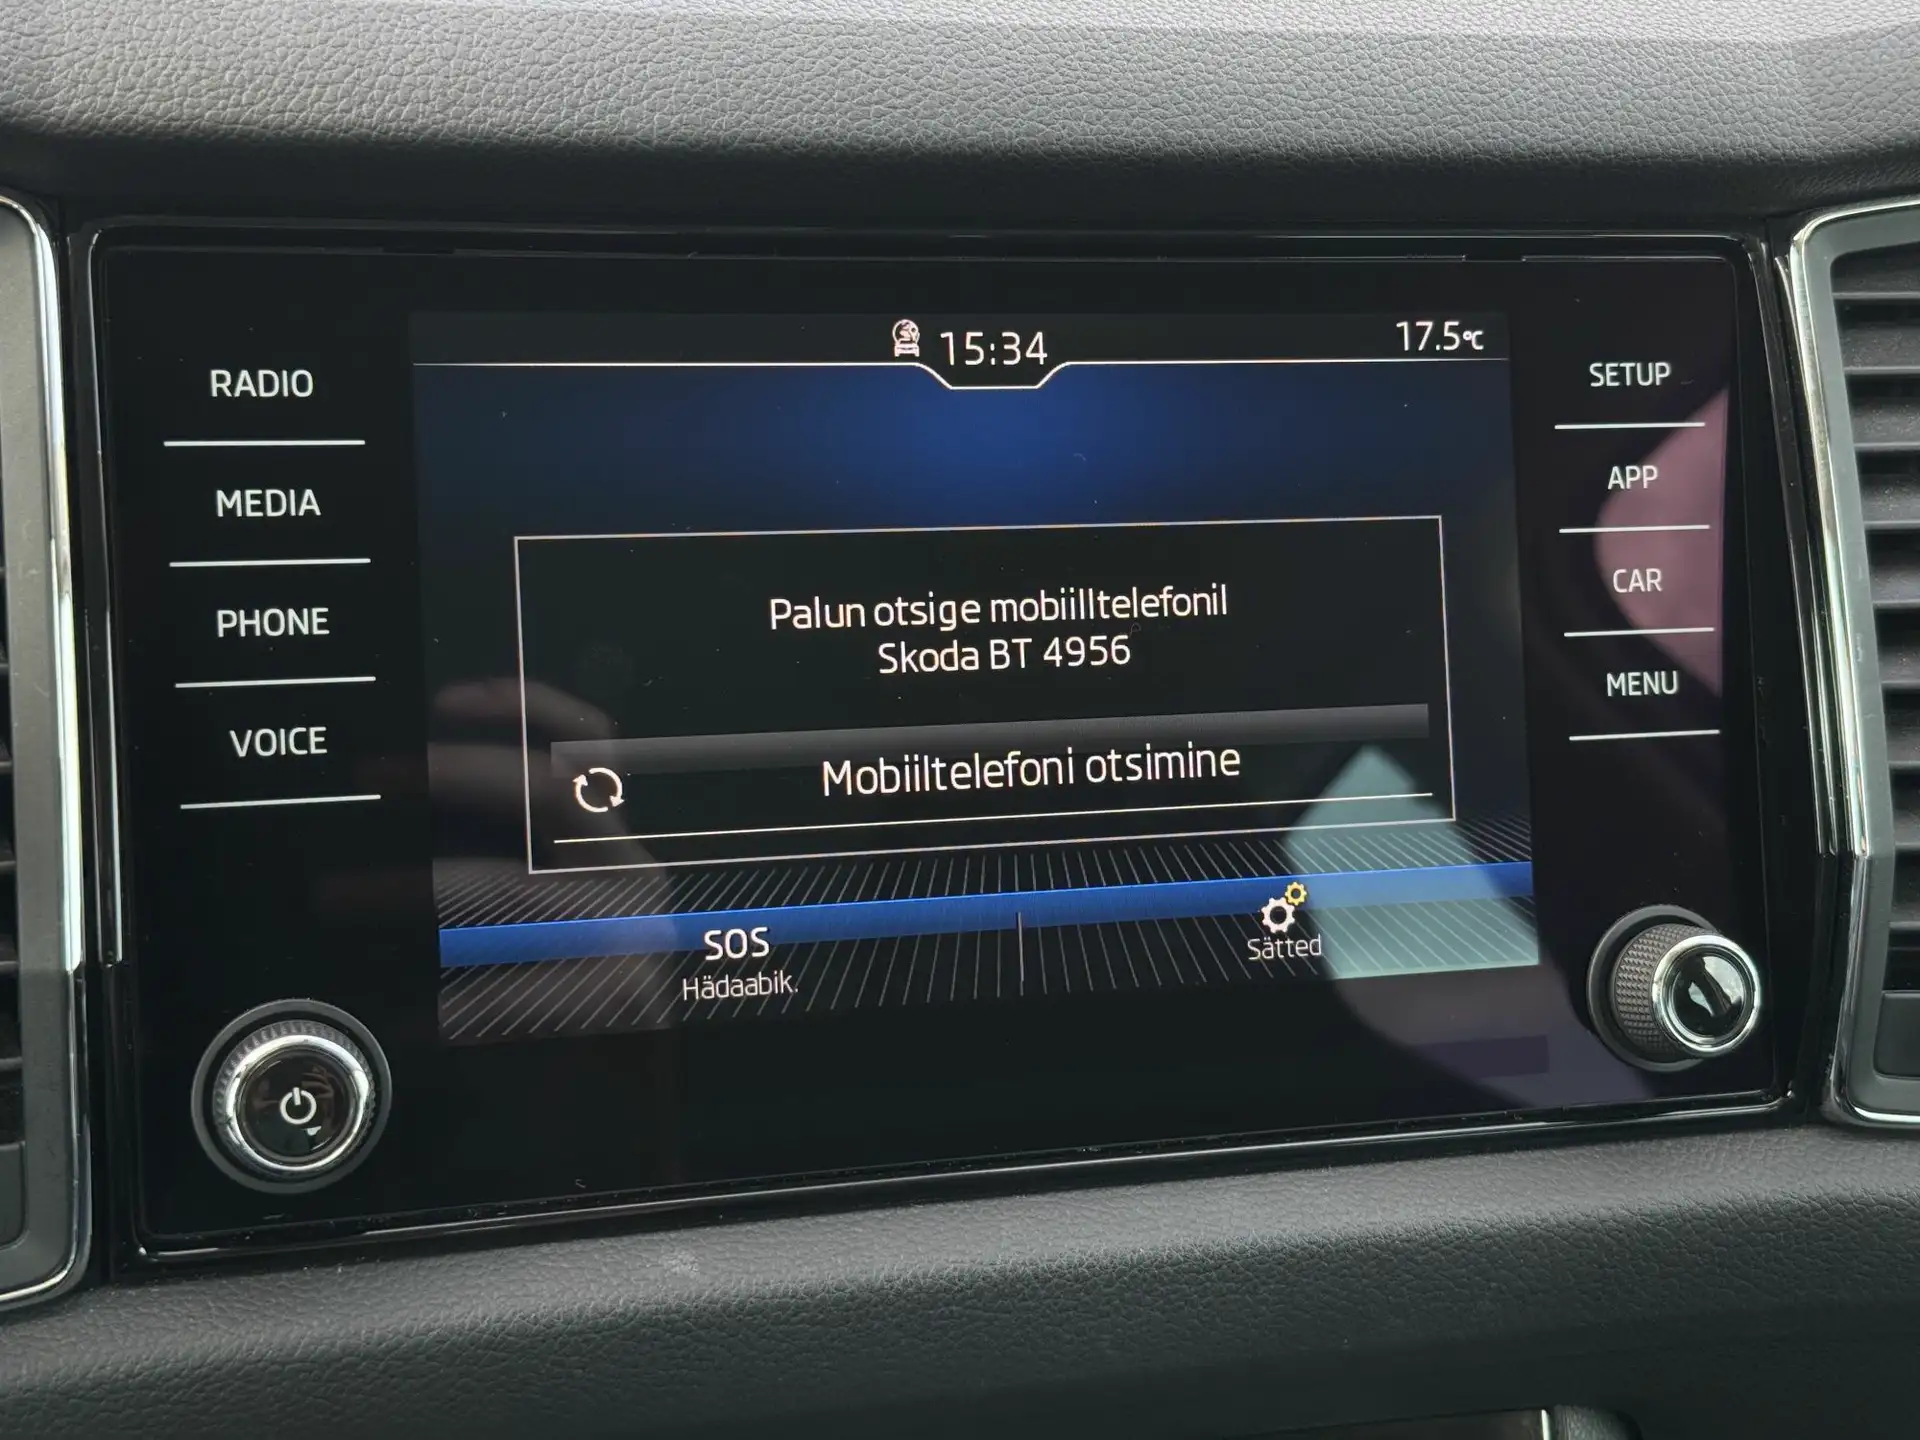 15:34
17.5°C
RADIO
MEDIA
PHONE
VOICE
Palun otsige mobiilltelefonil
Skoda BT 4956
Mobiiltelefoni otsimine
SOS
Hädaabik.
Sätted
SETUP
APP
CAR
MENU